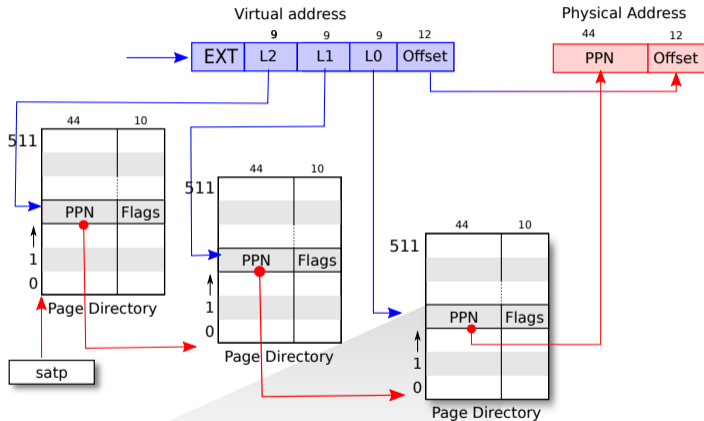 Virtual address
Physical Address
9 9 9 12
44 12
EXT L2 L1 L0 Offset
PPN Offset
44 10
511
PPN Flags
1
0
Page Directory
satp
44 10
511
PPN Flags
1
0
Page Directory
44 10
511
PPN Flags
1
0
Page Directory